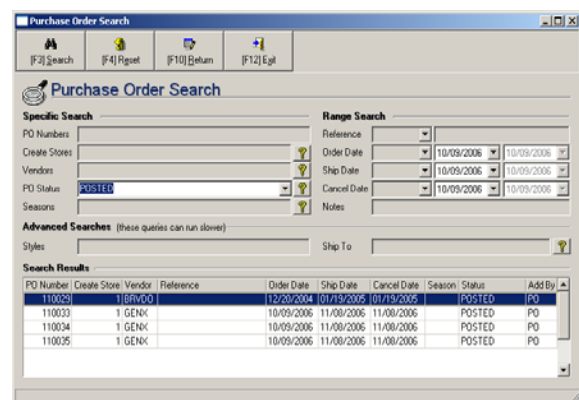 Purchase Order Search
[F3] Search [F4] Reset [F10] Return [F12] Exit
Purchase Order Search
Specific Search Range Search
PO Numbers Reference
Create Stores Order Date 10/09/2006 10/09/2006
Vendors Ship Date 10/09/2006 10/09/2006
PO Status POSTED Cancel Date 10/09/2006 10/09/2006
Seasons Notes
Advanced Searches (these queries can run slower)
Styles Ship To
Search Results
PO Number Create Store Vendor Reference Order Date Ship Date Cancel Date Season Status Add By
110029 1 BRVDO 12/20/2004 01/19/2005 01/19/2005 POSTED PO
110033 1 GENX 10/09/2006 11/08/2006 11/08/2006 POSTED PO
110034 1 GENX 10/09/2006 11/08/2006 11/08/2006 POSTED PO
110035 1 GENX 10/09/2006 11/08/2006 11/08/2006 POSTED PO